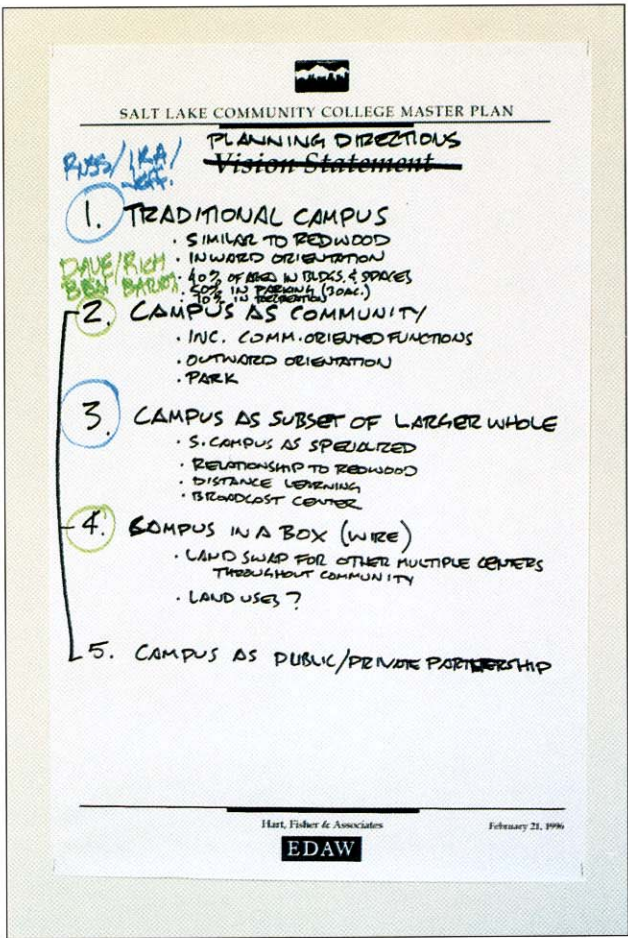 SALT LAKE COMMUNITY COLLEGE MASTER PLAN
PLANNING DIRECTIONS
Vision Statement
RUSS/IRA/
1. TRADITIONAL CAMPUS
· SIMILAR TO REDWOOD
· INWARD ORIENTATION
DAVE/RICH
· 40% OF AREA IN BLDGS. & SPACES
BEN
50% IN PARKING (30AC.)
10% IN RECREATION
2. CAMPUS AS COMMUNITY
· INC. COMM. ORIENTED FUNCTIONS
· OUTWARD ORIENTATION
· PARK
3. CAMPUS AS SUBSET OF LARGER WHOLE
· S. CAMPUS AS SPECIALIZED
· RELATIONSHIP TO REDWOOD
· DISTANCE LEARNING
· BROADCAST CENTER
4. CAMPUS IN A BOX (WIRE)
· LAND SWAP FOR OTHER MULTIPLE CENTERS
THROUGHOUT COMMUNITY
· LAND USES?
5. CAMPUS AS PUBLIC/PRIVATE PARTNERSHIP
Hart, Fisher & Associates
February 21, 1996
EDAW